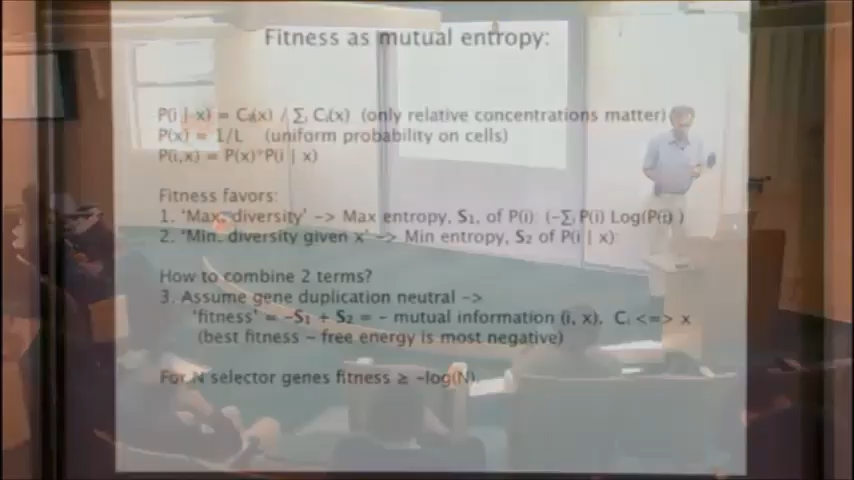 Fitness as mutual entropy:
P(i | x) = Cᵢ(x) / Σᵢ Cᵢ(x) (only relative concentrations matter)
P(x) = 1/L (uniform probability on cells)
P(i,x) = P(x)*P(i | x)
Fitness favors:
1. 'Max. diversity' -> Max entropy, S₁, of P(i) (-Σᵢ P(i) Log(P(i) )
2. 'Min. diversity given x' -> Min entropy, S₂ of P(i | x)
How to combine 2 terms?
3. Assume gene duplication neutral ->
'fitness' = -S₁ + S₂ = - mutual information (i, x), Cᵢ <=> x
(best fitness ~ free energy is most negative)
For N selector genes fitness ≥ -log(N)